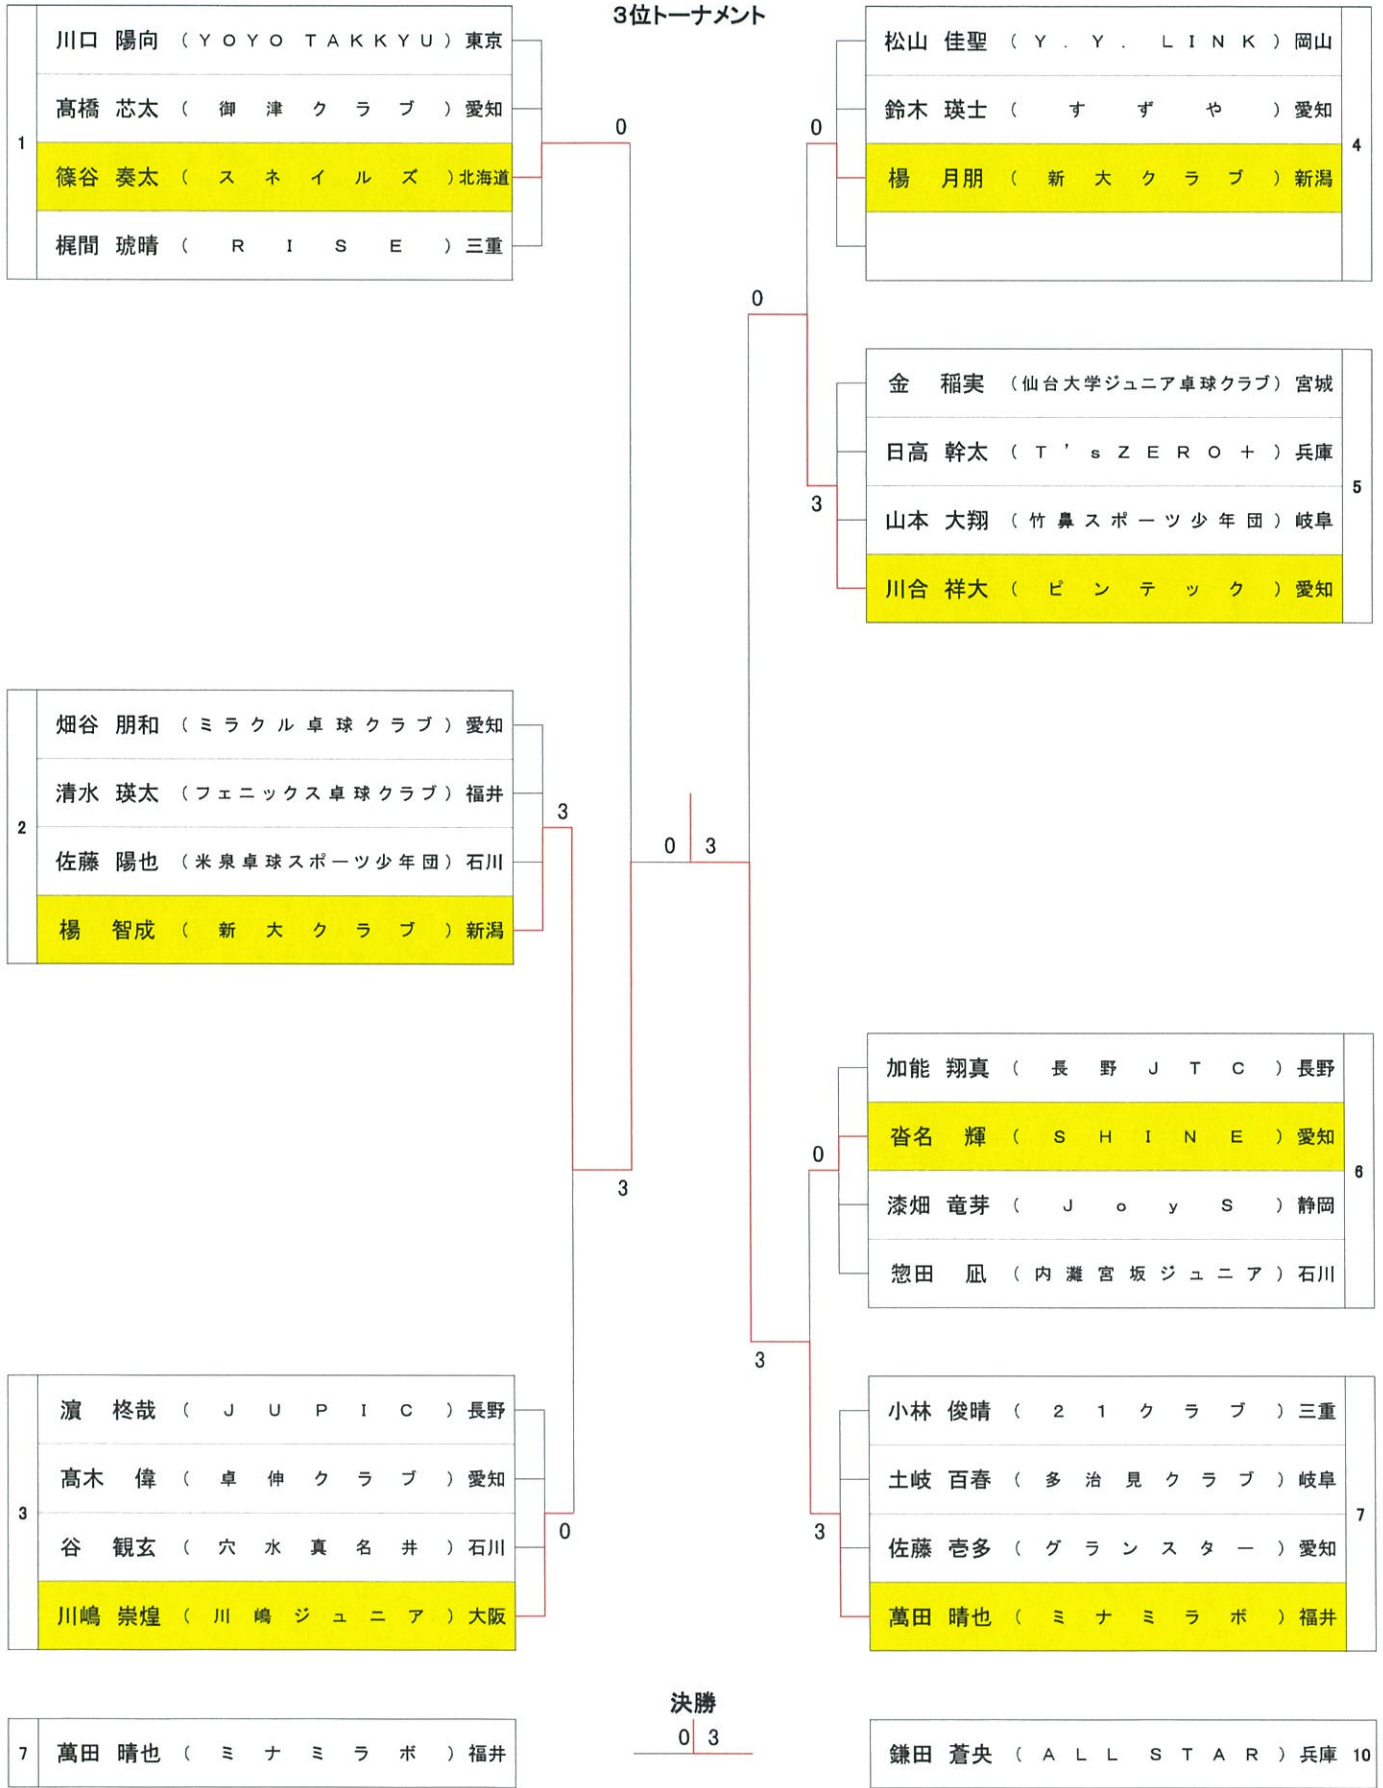 3位トーナメント
1
川口 陽向 (YOYO TAKKYU) 東京
髙橋 芯太 (御津クラブ) 愛知
篠谷 奏太 (スネイルズ) 北海道
梶間 琥晴 (RISE) 三重
0
2
畑谷 朋和 (ミラクル卓球クラブ) 愛知
清水 瑛太 (フェニックス卓球クラブ) 福井
佐藤 陽也 (米泉卓球スポーツ少年団) 石川
楊 智成 (新大クラブ) 新潟
3
3
3
濵 柊哉 (JUPIC) 長野
髙木 偉 (卓伸クラブ) 愛知
谷 観玄 (穴水真名井) 石川
川嶋 崇煌 (川嶋ジュニア) 大阪
0
0 3
4
松山 佳聖 (Y.Y.LINK) 岡山
鈴木 瑛士 (すずや) 愛知
楊 月朋 (新大クラブ) 新潟
0
0
5
金 稲実 (仙台大学ジュニア卓球クラブ) 宮城
日高 幹太 (T'sZERO+) 兵庫
山本 大翔 (竹鼻スポーツ少年団) 岐阜
川合 祥大 (ピンテック) 愛知
3
6
加能 翔真 (長野JTC) 長野
沓名 輝 (SHINE) 愛知
漆畑 竜芽 (JoyS) 静岡
惣田 凪 (内灘宮坂ジュニア) 石川
0
3
7
小林 俊晴 (21クラブ) 三重
土岐 百春 (多治見クラブ) 岐阜
佐藤 壱多 (グランスター) 愛知
萬田 晴也 (ミナミラボ) 福井
3
決勝
7 萬田 晴也 (ミナミラボ) 福井
0 3
鎌田 蒼央 (ALL STAR) 兵庫 10